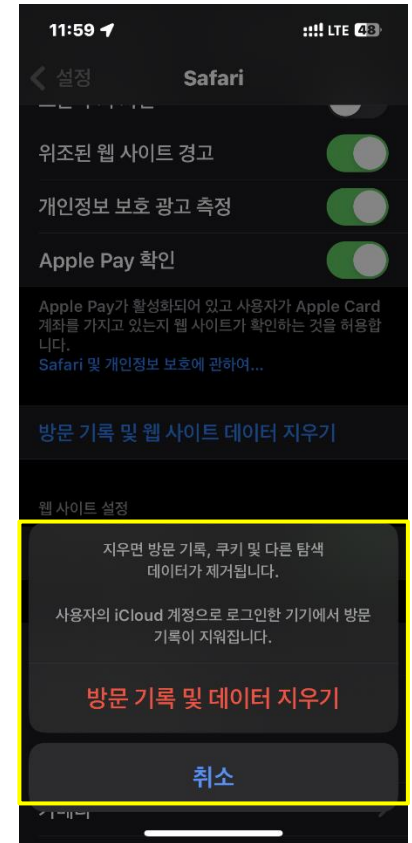 11:59
LTE 48
설정
Safari
위조된 웹 사이트 경고
개인정보 보호 광고 측정
Apple Pay 확인
Apple Pay가 활성화되어 있고 사용자가 Apple Card
계좌를 가지고 있는지 웹 사이트가 확인하는 것을 허용합
니다.
Safari 및 개인정보 보호에 관하여...
방문 기록 및 웹 사이트 데이터 지우기
웹 사이트 설정
지우면 방문 기록, 쿠키 및 다른 탐색
데이터가 제거됩니다.
사용자의 iCloud 계정으로 로그인한 기기에서 방문
기록이 지워집니다.
방문 기록 및 데이터 지우기
취소